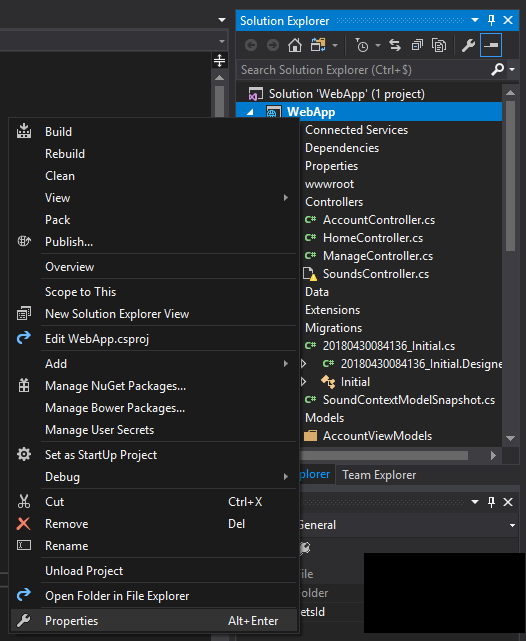 Solution Explorer
Search Solution Explorer (Ctrl+$)
Solution 'WebApp' (1 project)
WebApp
Connected Services
Dependencies
Properties
wwwroot
Controllers
C# AccountController.cs
C# HomeController.cs
C# ManageController.cs
SoundsController.cs
Data
Extensions
Migrations
C# 20180430084136_Initial.cs
C# 20180430084136_Initial.Designe
Initial
C# SoundContextModelSnapshot.cs
Models
AccountViewModels
plorer Team Explorer
General
File
Folder
etsId
Build
Rebuild
Clean
View
Pack
Publish...
Overview
Scope to This
New Solution Explorer View
Edit WebApp.csproj
Add
Manage NuGet Packages...
Manage Bower Packages...
Manage User Secrets
Set as StartUp Project
Debug
Cut Ctrl+X
Remove Del
Rename
Unload Project
Open Folder in File Explorer
Properties Alt+Enter